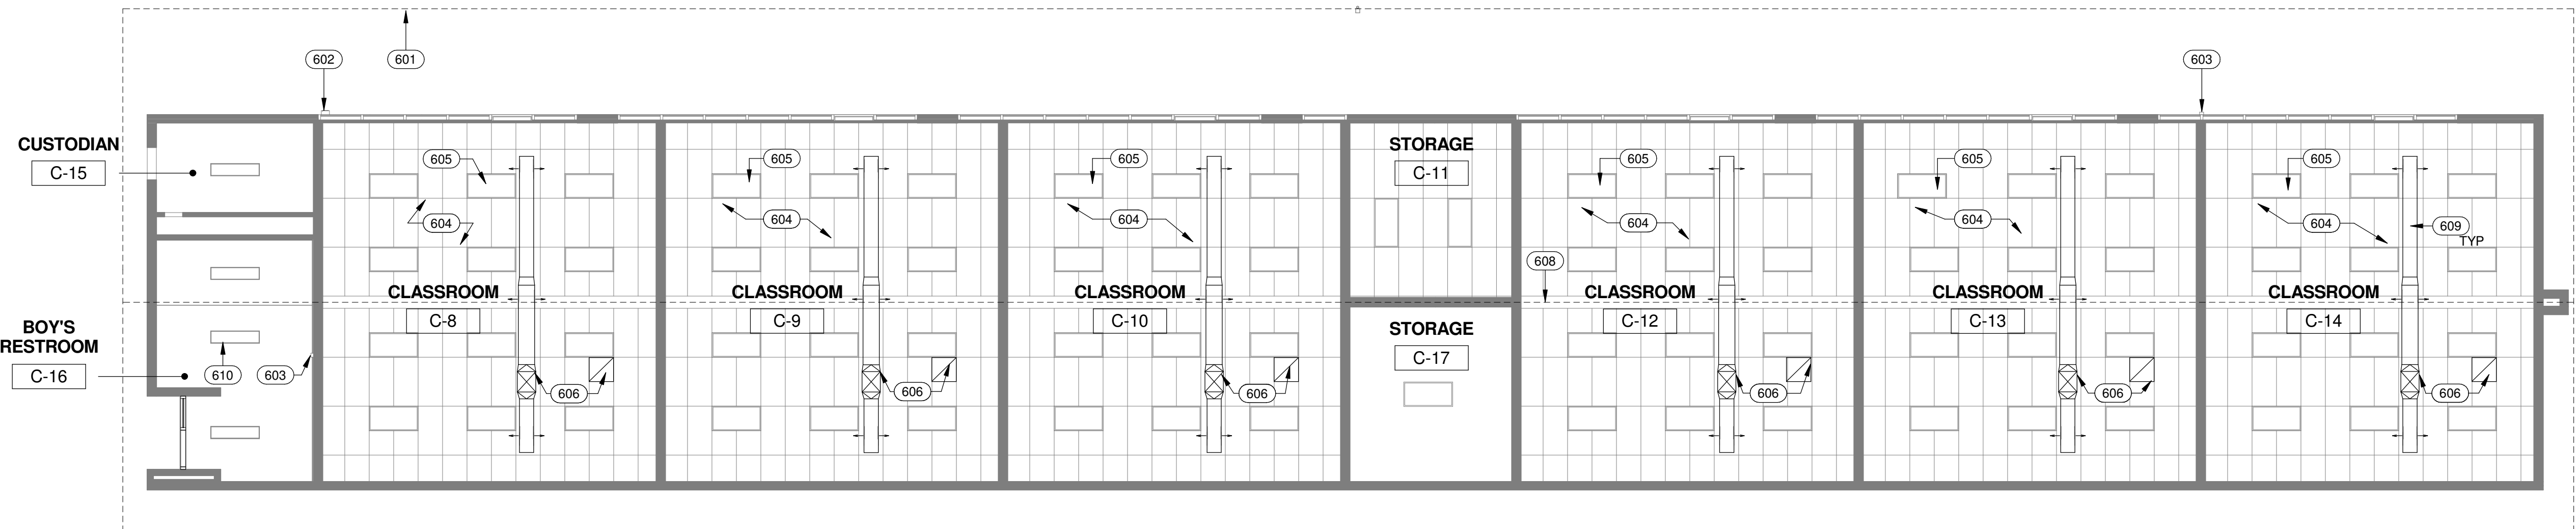 602
601
603
CUSTODIAN
C-15
605
605
605
STORAGE
C-11
605
605
605
604
604
604
604
604
604
609
TYP
608
CLASSROOM
C-8
CLASSROOM
C-9
CLASSROOM
C-10
CLASSROOM
C-12
CLASSROOM
C-13
CLASSROOM
C-14
BOY'S
RESTROOM
C-16
STORAGE
C-17
610
603
606
606
606
606
606
606